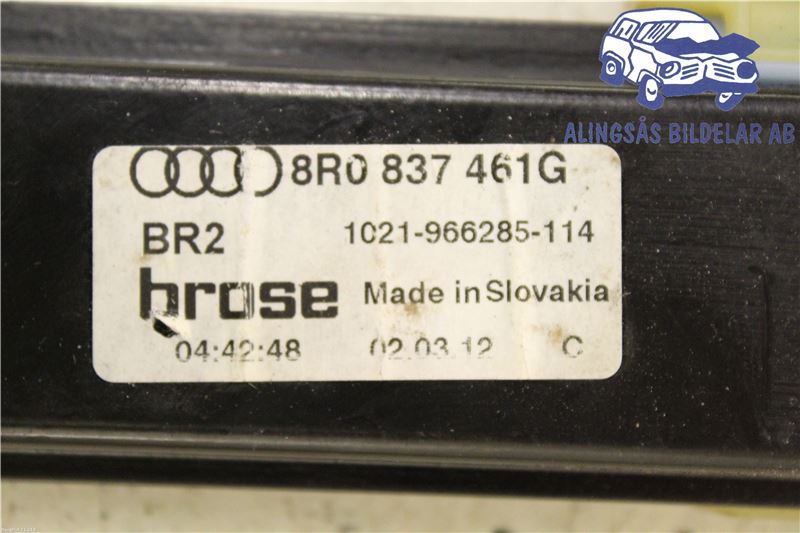 ALINGSÅS BILDELAR AB
8R0 837 461G
BR2 1021-966285-114
brose Made in Slovakia
04:42:48 02.03.12 C